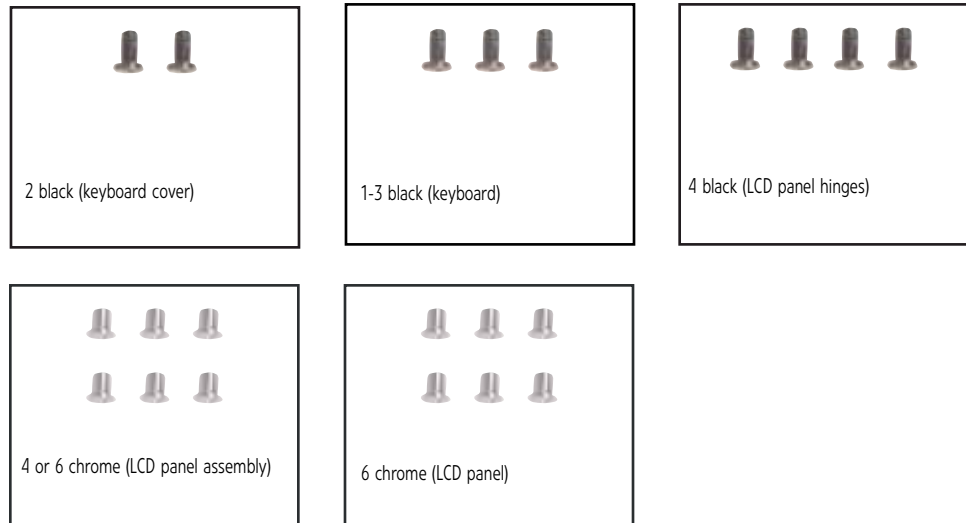 2 black (keyboard cover)
1-3 black (keyboard)
4 black (LCD panel hinges)
4 or 6 chrome (LCD panel assembly)
6 chrome (LCD panel)